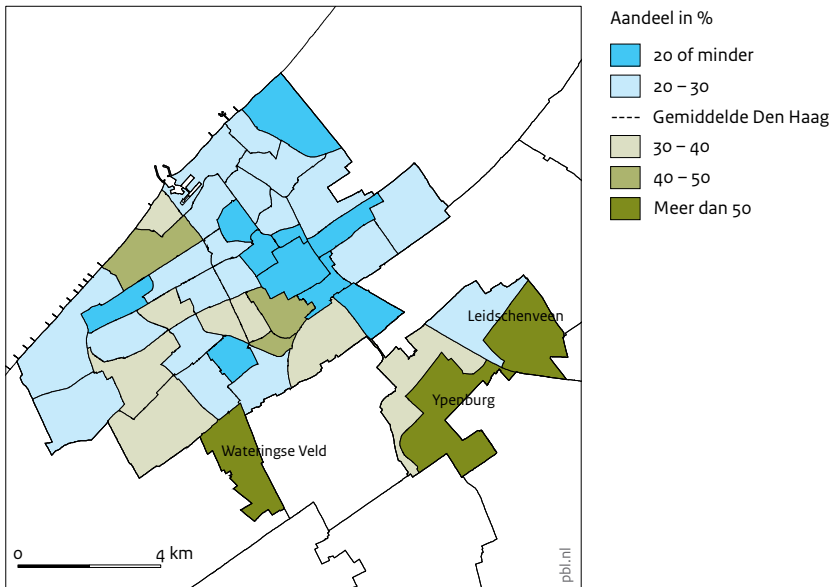 Aandeel in %
20 of minder
20 – 30
Gemiddelde Den Haag
30 – 40
40 – 50
Meer dan 50
Leidschenveen
Ypenburg
Wateringse Veld
0 4 km
pbl.nl